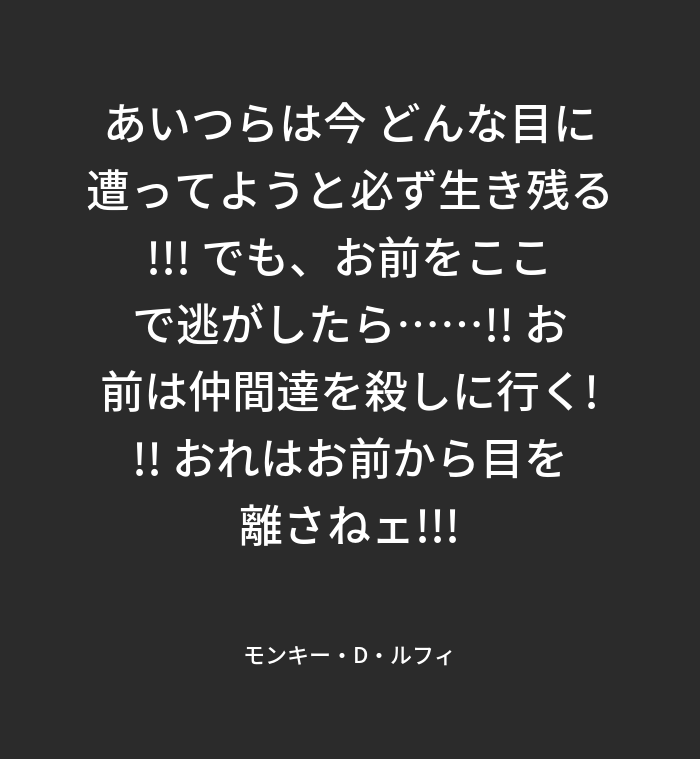 あいつらは今 どんな目に
遭ってようと必ず生き残る
!!! でも、お前をここ
で逃がしたら……!! お
前は仲間達を殺しに行く!
!! おれはお前から目を
離さねェ!!!
モンキー・D・ルフィ